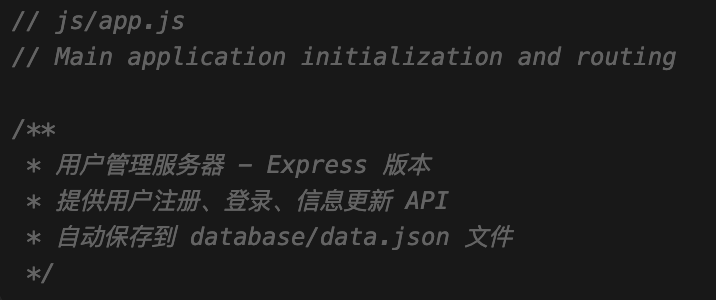 // js/app.js
// Main application initialization and routing
/**
* 用户管理服务器 - Express 版本
* 提供用户注册、登录、信息更新 API
* 自动保存到 database/data.json 文件
*/